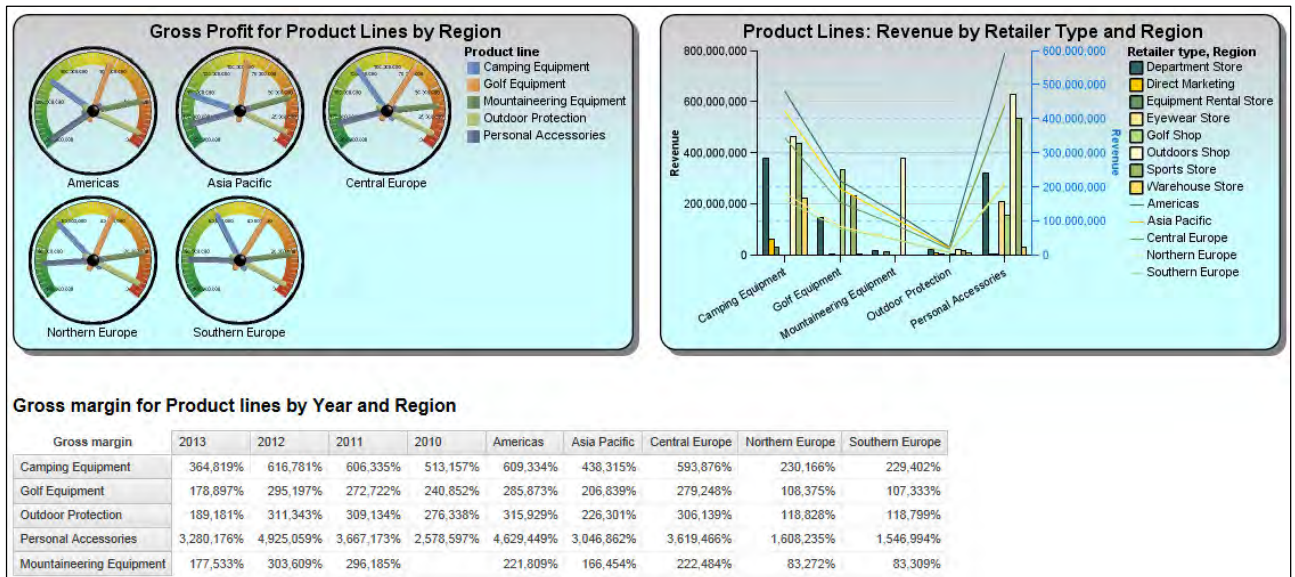 Gross Profit for Product Lines by Region
Product line
Camping Equipment
Golf Equipment
Mountaineering Equipment
Outdoor Protection
Personal Accessories
Americas
Asia Pacific
Central Europe
Northern Europe
Southern Europe
Product Lines: Revenue by Retailer Type and Region
Revenue
800,000,000
600,000,000
400,000,000
200,000,000
0
600,000,000
500,000,000
400,000,000
300,000,000
200,000,000
100,000,000
0
Revenue
Camping Equipment
Golf Equipment
Mountaineering Equipment
Outdoor Protection
Personal Accessories
Retailer type, Region
Department Store
Direct Marketing
Equipment Rental Store
Eyewear Store
Golf Shop
Outdoors Shop
Sports Store
Warehouse Store
Americas
Asia Pacific
Central Europe
Northern Europe
Southern Europe
Gross margin for Product lines by Year and Region
Gross margin 2013 2012 2011 2010 Americas Asia Pacific Central Europe Northern Europe Southern Europe
Camping Equipment 364,819% 616,781% 606,335% 513,157% 609,334% 438,315% 593,876% 230,166% 229,402%
Golf Equipment 178,897% 295,197% 272,722% 240,852% 285,873% 206,839% 279,248% 108,375% 107,333%
Outdoor Protection 189,181% 311,343% 309,134% 276,338% 315,929% 226,301% 306,139% 118,828% 118,799%
Personal Accessories 3,280,176% 4,925,059% 3,667,173% 2,578,597% 4,629,449% 3,046,862% 3,619,466% 1,608,235% 1,546,994%
Mountaineering Equipment 177,533% 303,609% 296,185% 221,809% 166,454% 222,484% 83,272% 83,309%